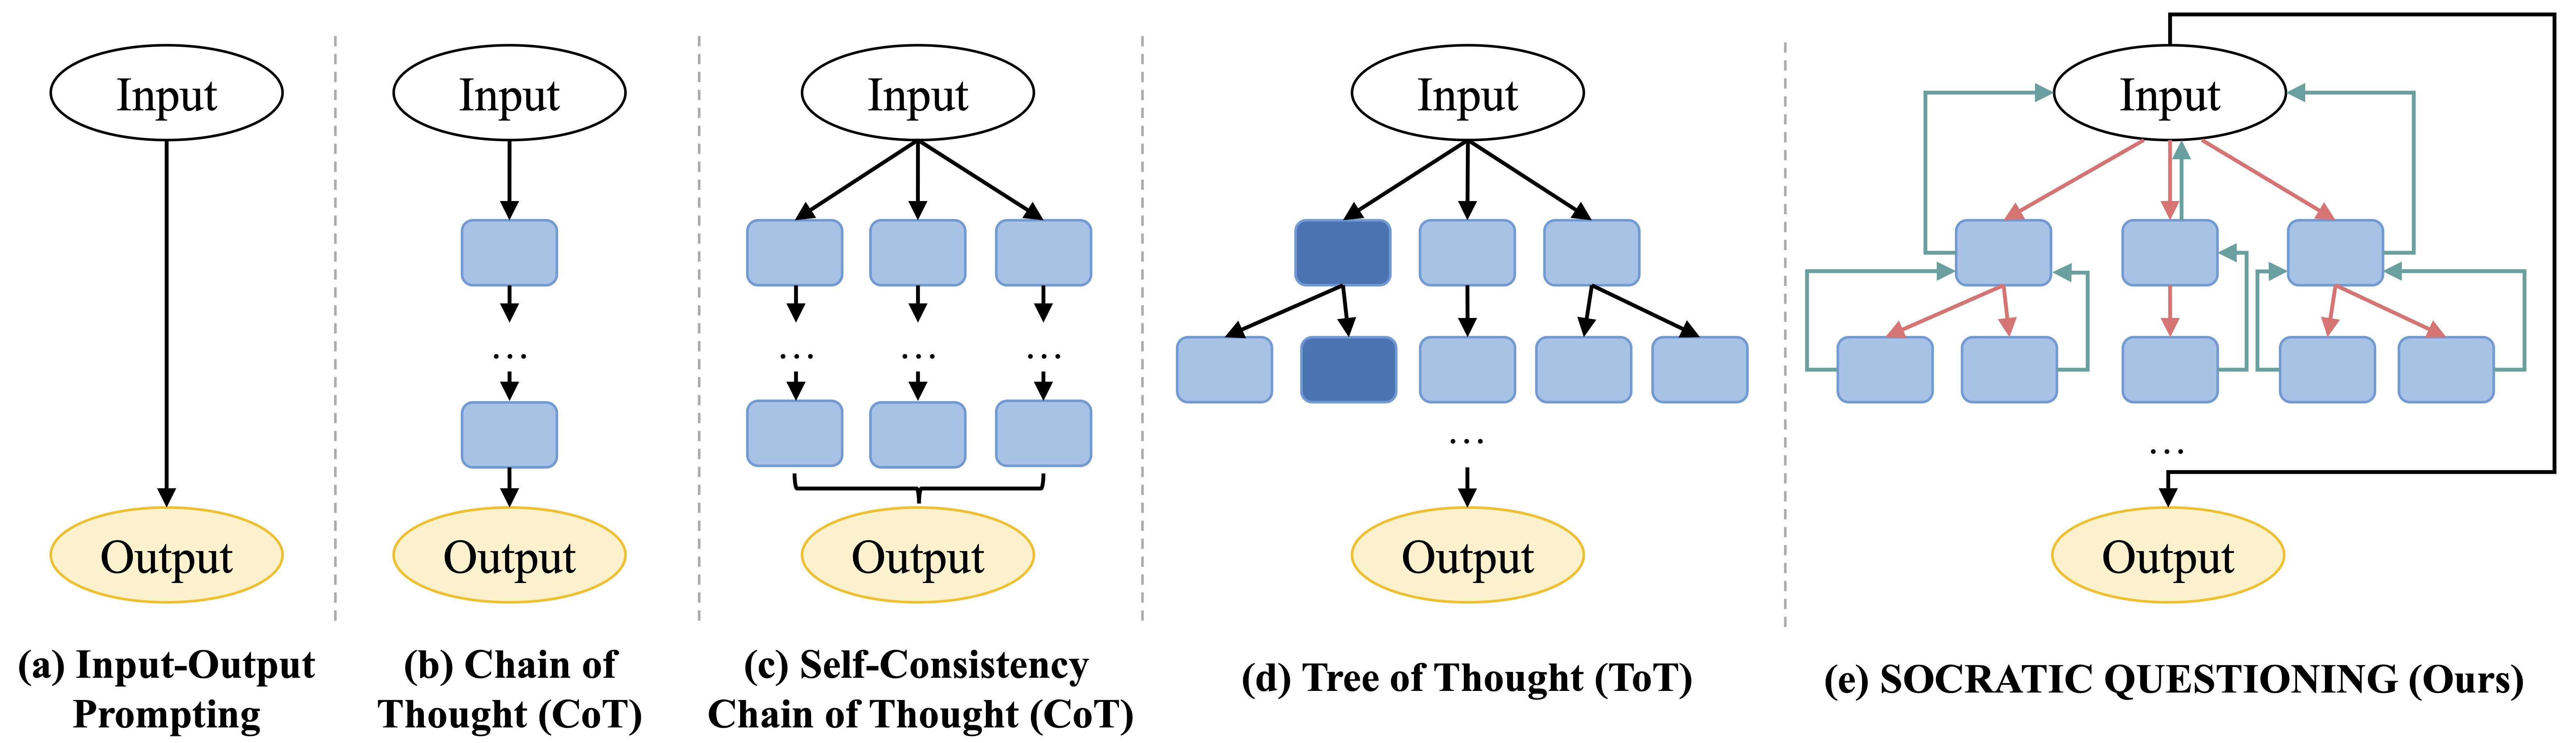 Input
Input
Input
Input
Input
...
... ... ...
...
...
Output
Output
Output
Output
Output
(a) Input-Output
Prompting
(b) Chain of
Thought (CoT)
(c) Self-Consistency
Chain of Thought (CoT)
(d) Tree of Thought (ToT)
(e) SOCRATIC QUESTIONING (Ours)